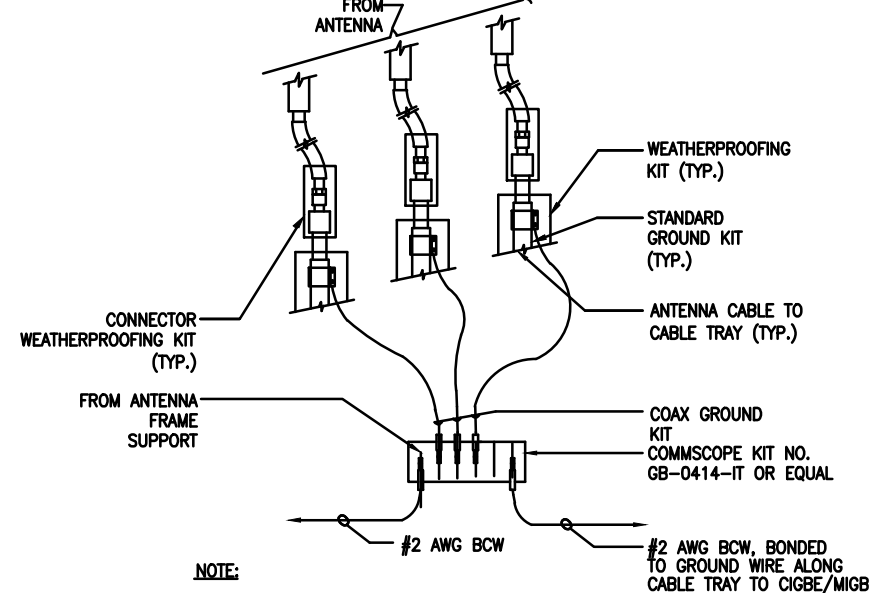 FROM
ANTENNA
WEATHERPROOFING
KIT (TYP.)
STANDARD
GROUND KIT
(TYP.)
ANTENNA CABLE TO
CABLE TRAY (TYP.)
CONNECTOR
WEATHERPROOFING KIT
(TYP.)
FROM ANTENNA
FRAME
SUPPORT
COAX GROUND
KIT
COMMSCOPE KIT NO.
GB-0414-IT OR EQUAL
#2 AWG BCW
#2 AWG BCW, BONDED
TO GROUND WIRE ALONG
CABLE TRAY TO CIGBE/MIGB
NOTE: